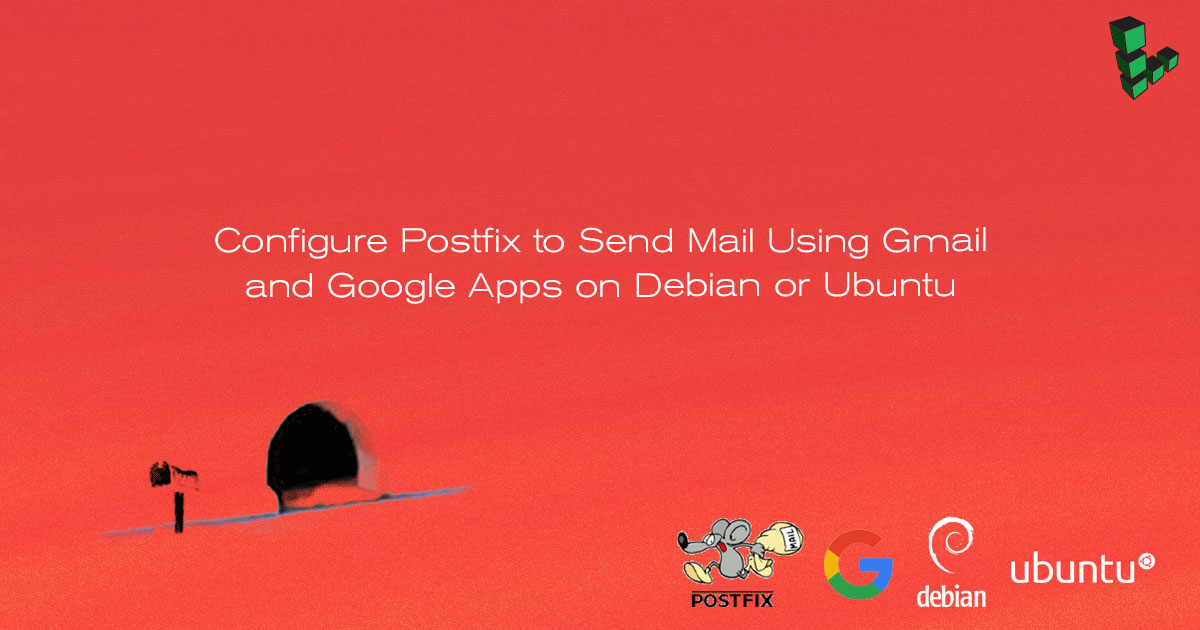 Configure Postfix to Send Mail Using Gmail
and Google Apps on Debian or Ubuntu
MAIL
POSTFIX
debian
ubuntu